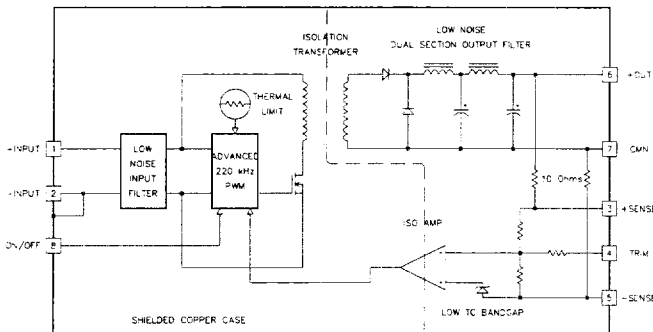 ISOLATION
TRANSFORMER
LOW NOISE
DUAL SECTION OUTPUT FILTER
THERMAL
LIMIT
6 +OUT
+INPUT 1
LOW
NOISE
INPUT
FILTER
ADVANCED
220 kHz
PWM
7 CMN
-INPUT 2
10 Ohms
3 +SENSE
ON/OFF 8
ISO AMP
4 TRIM
5 -SENSE
LOW TC BANDGAP
SHIELDED COPPER CASE